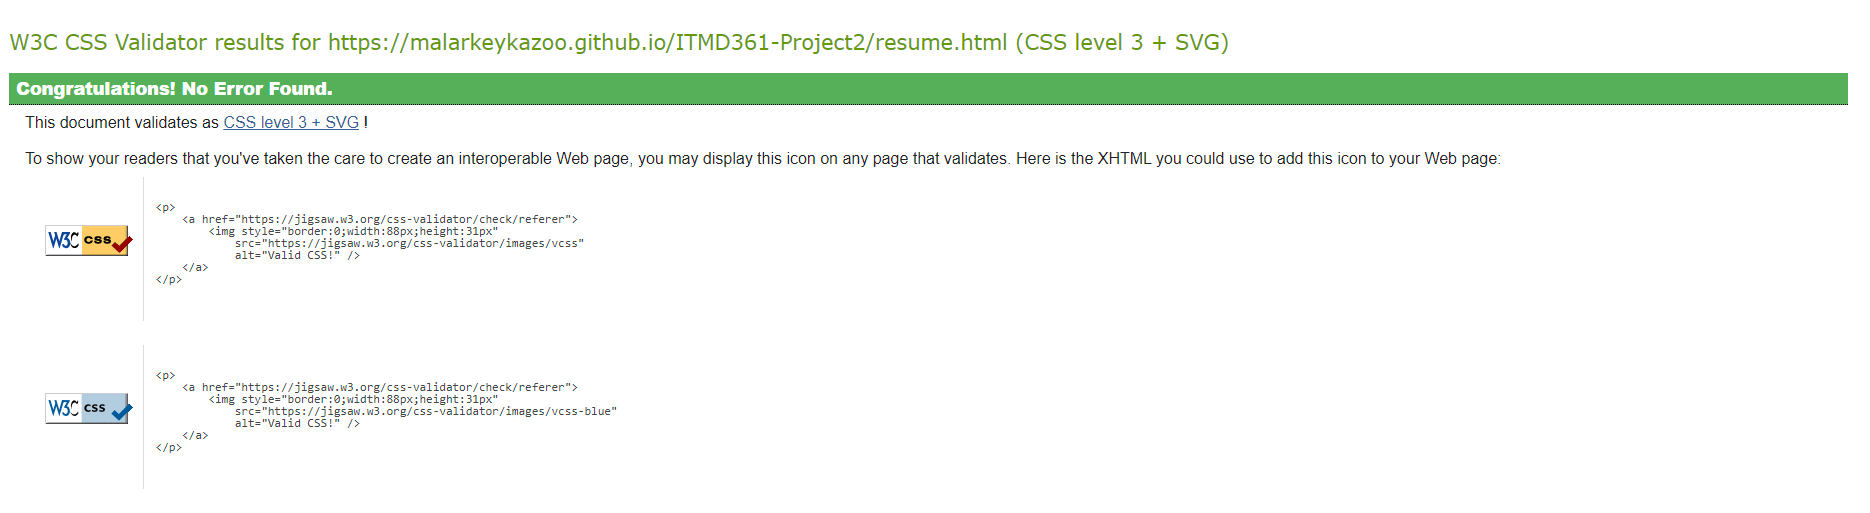 W3C CSS Validator results for https://malarkeykazoo.github.io/ITMD361-Project2/resume.html (CSS level 3 + SVG)
Congratulations! No Error Found.
This document validates as CSS level 3 + SVG !
To show your readers that you've taken the care to create an interoperable Web page, you may display this icon on any page that validates. Here is the XHTML you could use to add this icon to your Web page:
W3C css
<p>
<a href="https://jigsaw.w3.org/css-validator/check/referer">
<img style="border:0;width:88px;height:31px"
src="https://jigsaw.w3.org/css-validator/images/vcss"
alt="Valid CSS!" />
</a>
</p>
W3C css
<p>
<a href="https://jigsaw.w3.org/css-validator/check/referer">
<img style="border:0;width:88px;height:31px"
src="https://jigsaw.w3.org/css-validator/images/vcss-blue"
alt="Valid CSS!" />
</a>
</p>